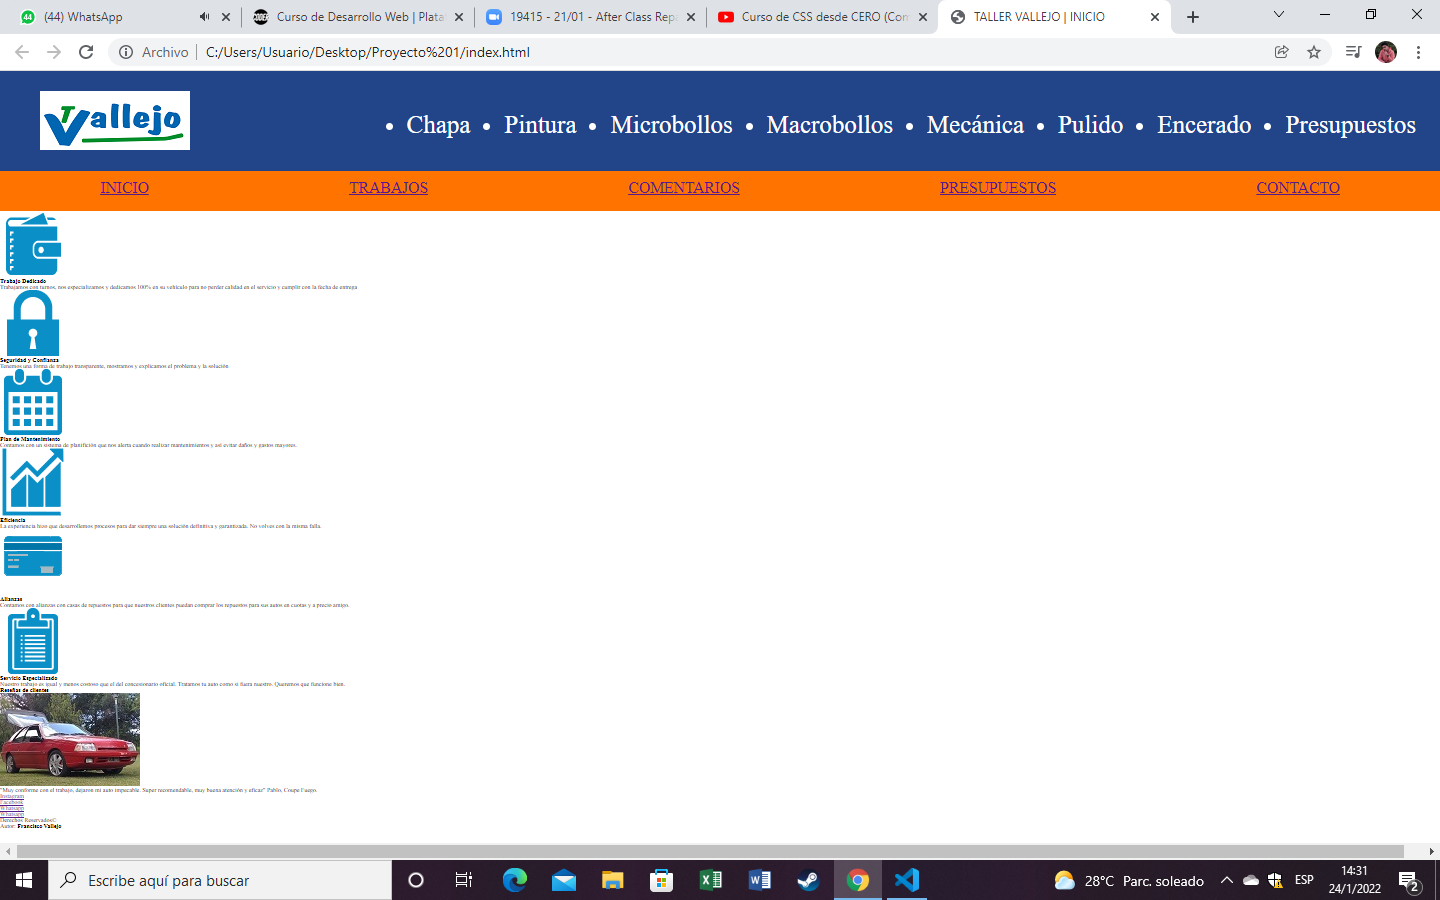 (44) WhatsApp
Curso de Desarrollo Web | Plata
19415 - 21/01 - After Class Repa
Curso de CSS desde CERO (Com
TALLER VALLEJO | INICIO
Archivo
C:/Users/Usuario/Desktop/Proyecto%201/index.html
Vallejo
• Chapa • Pintura • Microbollos • Macrobollos • Mecánica • Pulido • Encerado • Presupuestos
INICIO TRABAJOS COMENTARIOS PRESUPUESTOS CONTACTO
Trabajo Dedicado
Trabajamos con turnos, nos especializamos y dedicamos 100% en su vehículo para no perder calidad en el servicio y cumplir con la fecha de entrega
Seguridad y Confianza
Tenemos una forma de trabajo transparente, mostramos y explicamos el problema y la solución
Plan de Mantenimiento
Contamos con un sistema de que nos alerta cuando realizar mantenimientos y así evitar daños y gastos mayores.
Eficiencia
La experiencia hizo que desarrollemos procesos para dar siempre una solución definitiva y garantizada. No volves con la misma falla.
Alianzas
Contamos con alianzas con casas de repuestos para que nuestros clientes puedan comprar los repuestos para sus autos en cuotas y a precio amigo.
Servicio Especializado
Nuestro trabajo es igual y menos costoso que el del concesionario oficial. Tratamos tu auto como si fuera nuestro. Queremos que funcione bien.
Reseñas de clientes
"Muy conforme con el trabajo, dejaron mi auto impecable. Super recomendable, muy buena atención y eficaz" Pablo, Coupe Fuego.
Instagram
Facebook
Whatsapp
Whatsapp
Derechos Reservados©
Autor: Francisco Vallejo
Escribe aquí para buscar
28°C Parc. soleado
ESP
14:31
24/1/2022
2